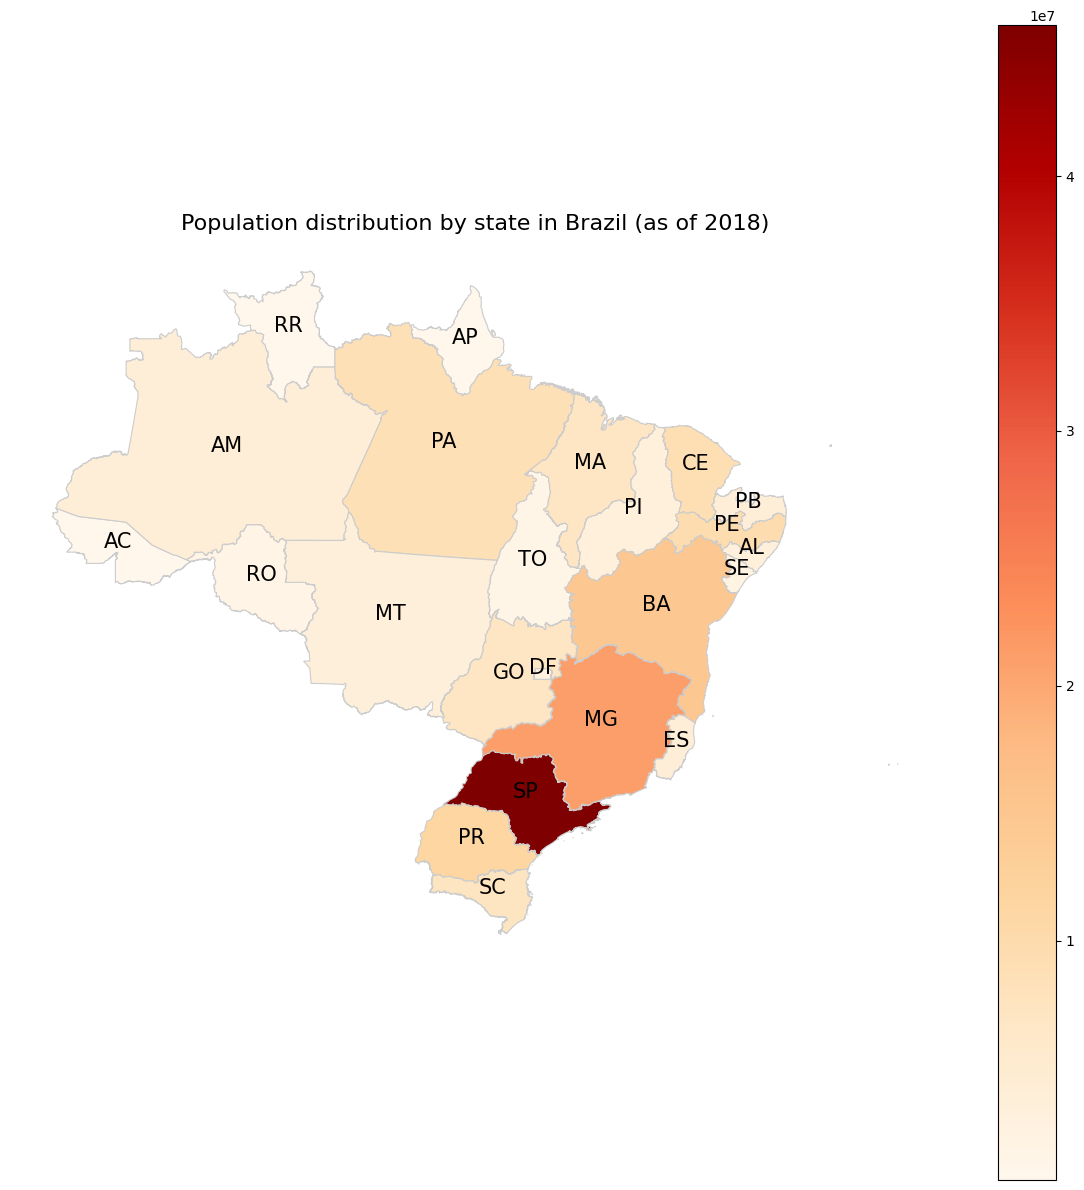 1e7
Population distribution by state in Brazil (as of 2018)
4
3
2
1
RR
AP
AM
PA
MA
CE
PI
PB
PE
AC
AL
TO
SE
RO
MT
BA
GO
DF
MG
ES
SP
PR
SC